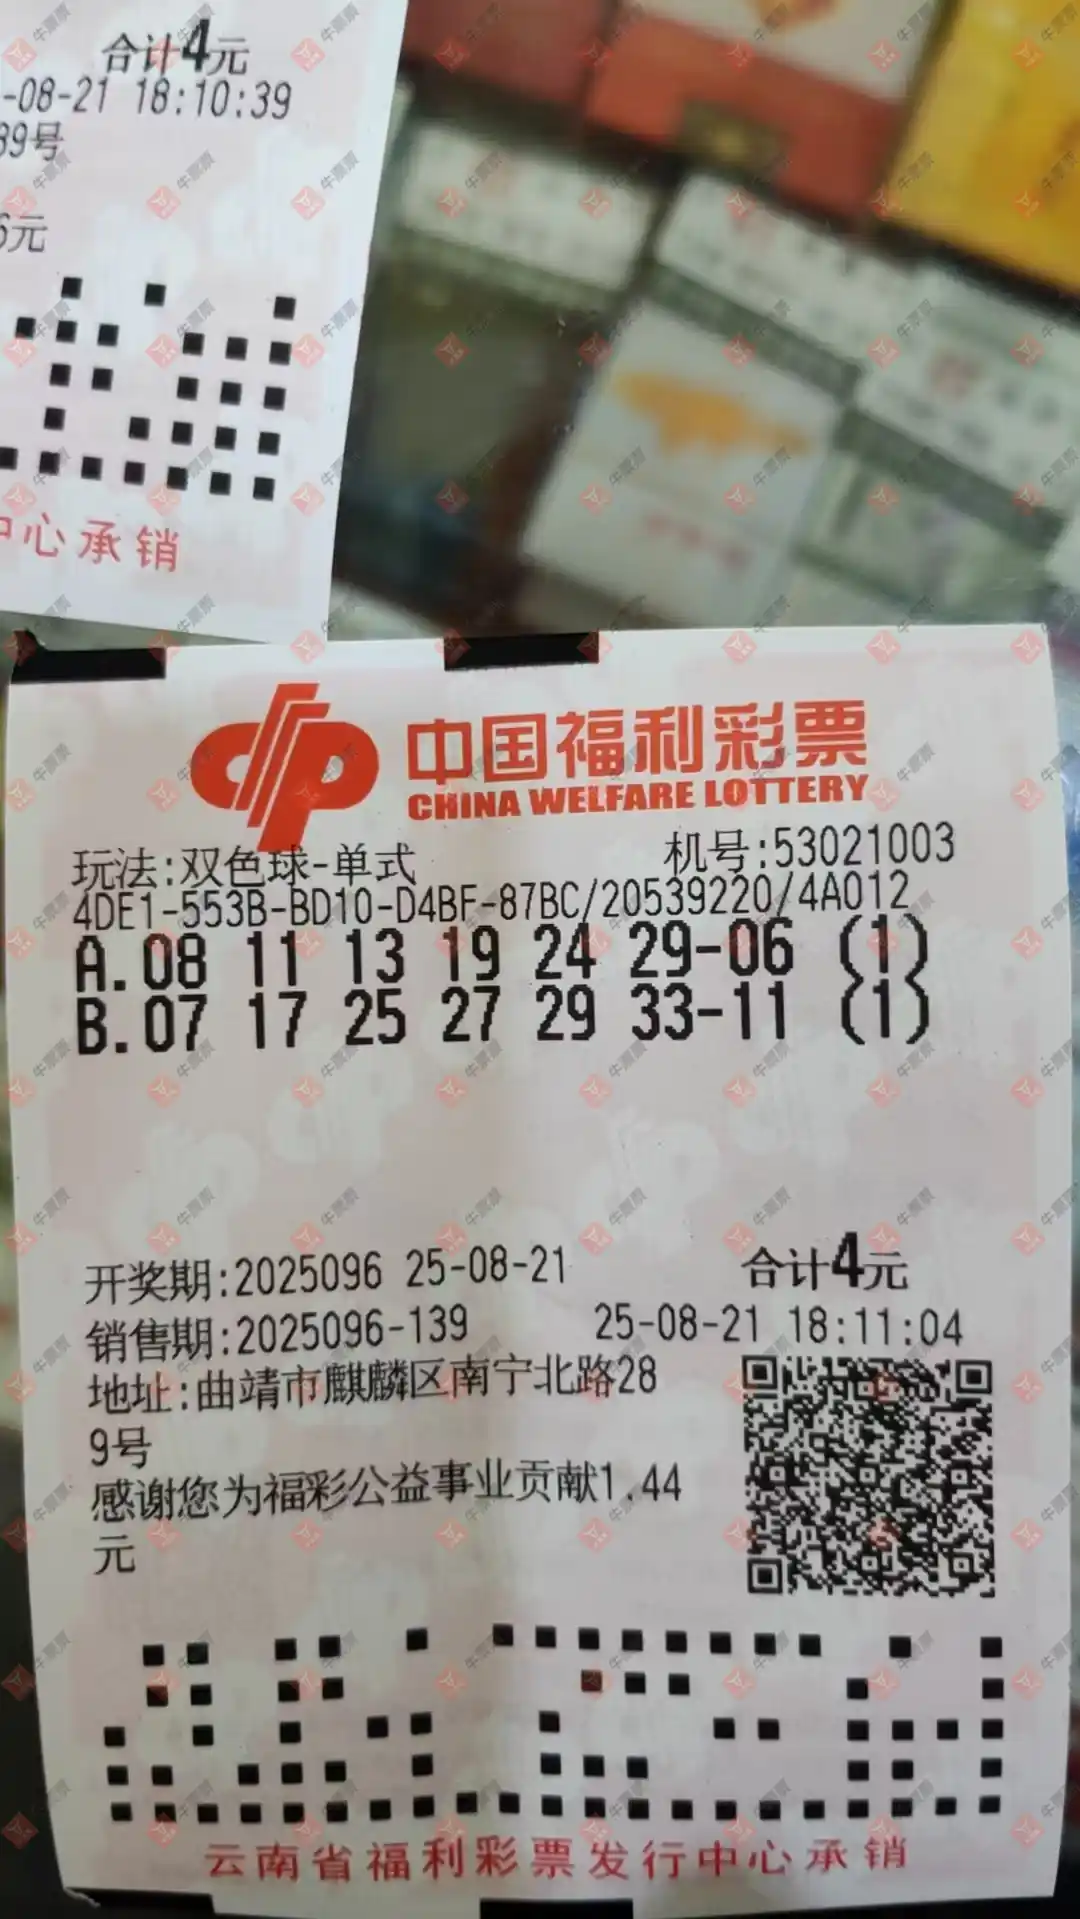 合计4元
-08-21 18:10:39
89号
6元
中心承销
中国福利彩票
CHINA WELFARE LOTTERY
玩法:双色球-单式 机号:53021003
4DE1-553B-BD10-D4BF-87BC/20539220/4A012
A.08 11 13 19 24 29-06 (1)
B.07 17 25 27 29 33-11 (1)
开奖期:2025096 25-08-21 合计4元
销售期:2025096-139 25-08-21 18:11:04
地址:曲靖市麒麟区南宁北路28
9号
感谢您为福彩公益事业贡献1.44
元
云南省福利彩票发行中心承销
牛票票